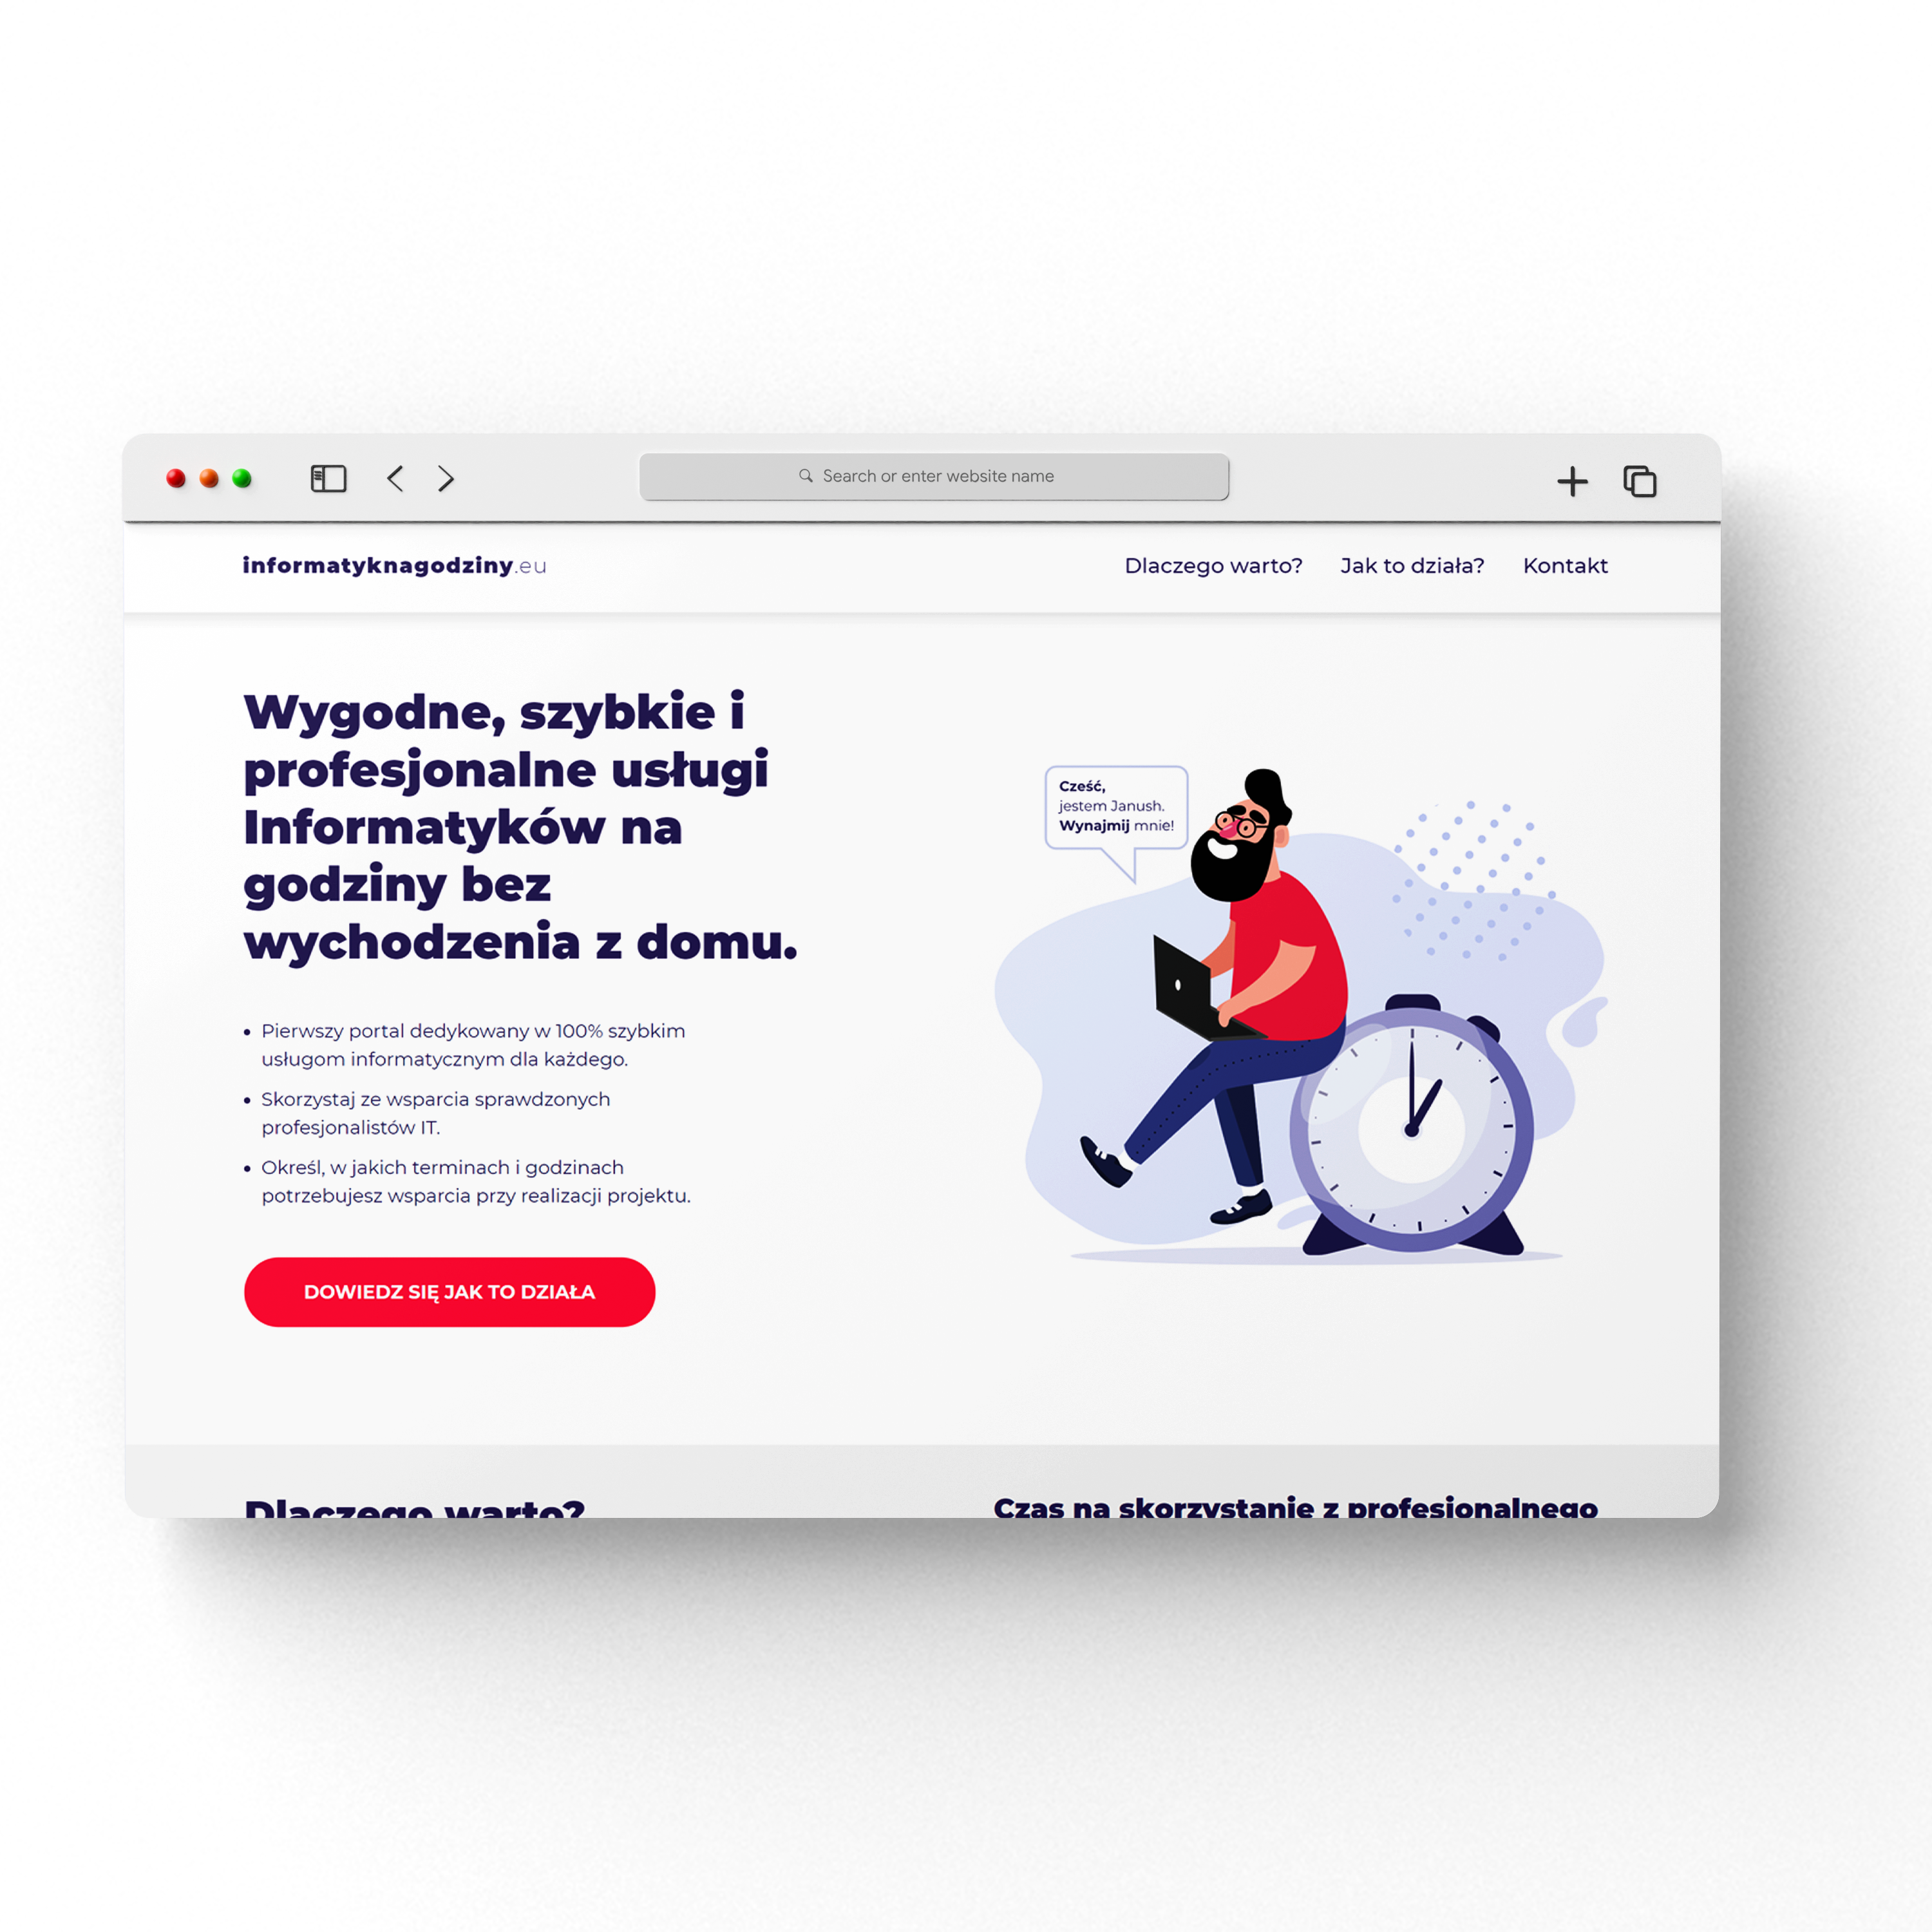 Search or enter website name
informatyknagodziny.eu
Dlaczego warto? Jak to działa? Kontakt
Wygodne, szybkie i
profesjonalne usługi
Informatyków na
godziny bez
wychodzenia z domu.
Pierwszy portal dedykowany w 100% szybkim
usługom informatycznym dla każdego.
Skorzystaj ze wsparcia sprawdzonych
profesjonalistów IT.
Określ, w jakich terminach i godzinach
potrzebujesz wsparcia przy realizacji projektu.
DOWIEDZ SIĘ JAK TO DZIAŁA
Cześć,
jestem Janush.
Wynajmij mnie!
Dlaczego warto?
Czas na skorzystanie z profesjonalnego